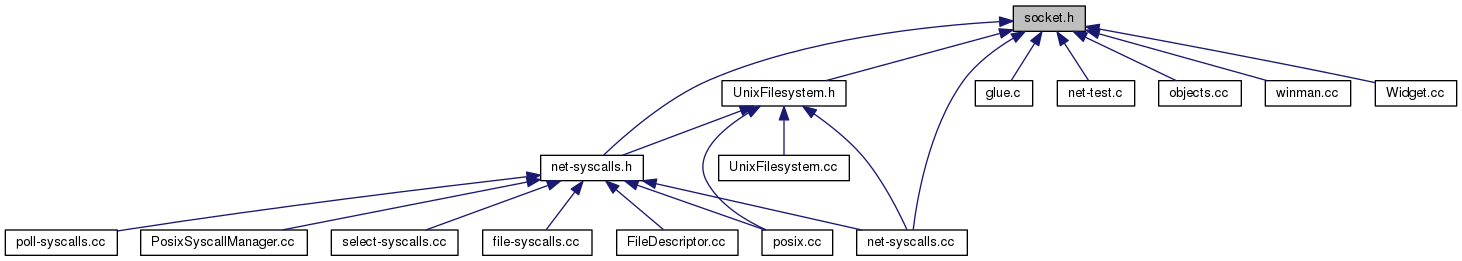 socket.h
UnixFilesystem.h
glue.c
net-test.c
objects.cc
winman.cc
Widget.cc
net-syscalls.h
UnixFilesystem.cc
poll-syscalls.cc
PosixSyscallManager.cc
select-syscalls.cc
file-syscalls.cc
FileDescriptor.cc
posix.cc
net-syscalls.cc